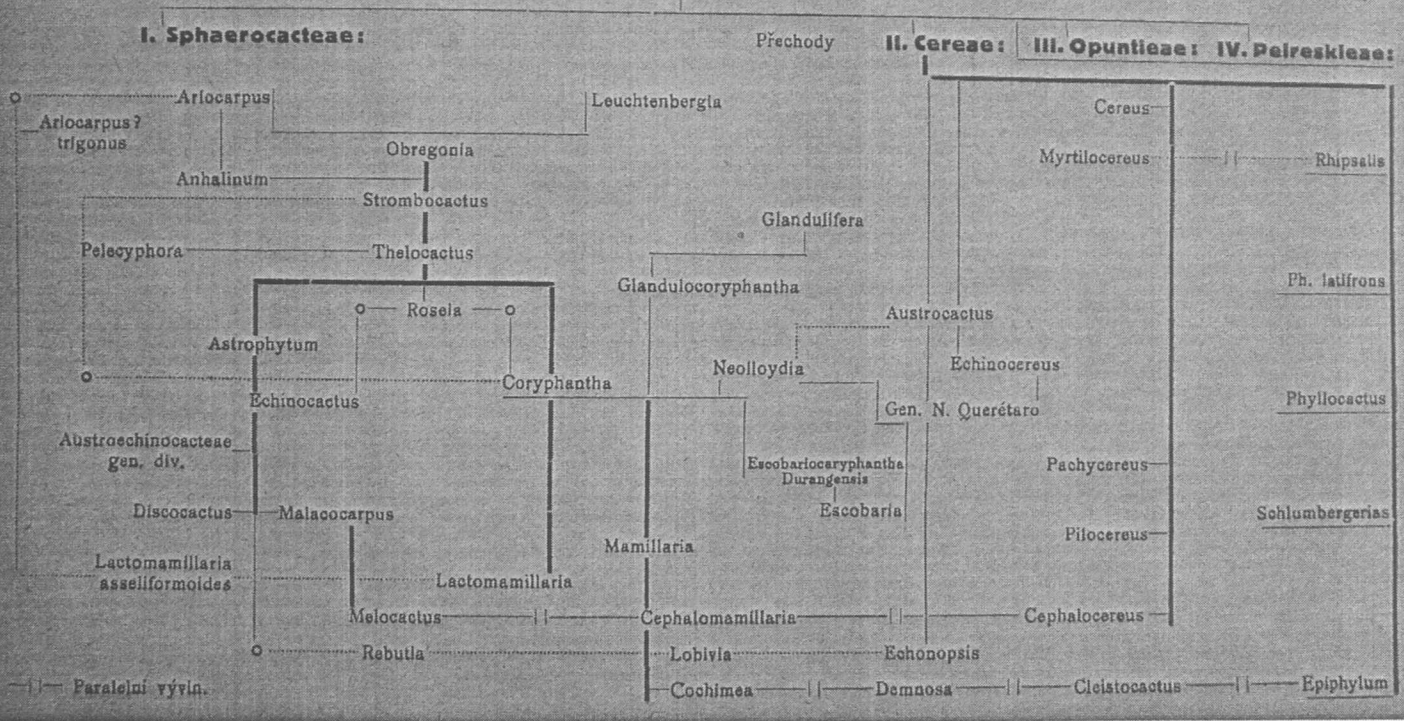 I. Sphaerocacteae:
Přechody
II. Cereae:
III. Opuntieae:
IV. Peireskieae:
Ariocarpus
Leuchtenbergia
Cereus
Ariocarpus?
trigonus
Obregonia
Myrtilocereus
Rhipsalis
Anhalinum
Strombocactus
Glandulifera
Pelecyphora
Thelocactus
Glandulocoryphantha
Ph. latifrons
Roseia
Austrocactus
Astrophytum
Neolloydia
Echinocereus
Coryphantha
Echinocactus
Gen. N. Querétaro
Phyllocactus
Austroechinocacteae
gen. div.
Escobariocaryphantha
Durangensis
Pachycereus
Discocactus
Malacocarpus
Escobaria
Schlumbergerias
Pilocereus
Mamillaria
Lactomamillaria
asseliformoides
Lactomamillaria
Melocactus
Cephalomamillaria
Cephalocereus
Rebutia
Lobivia
Echonopsis
Paralelní vývin.
Cochimea
Demnosa
Cleistocactus
Epiphylum